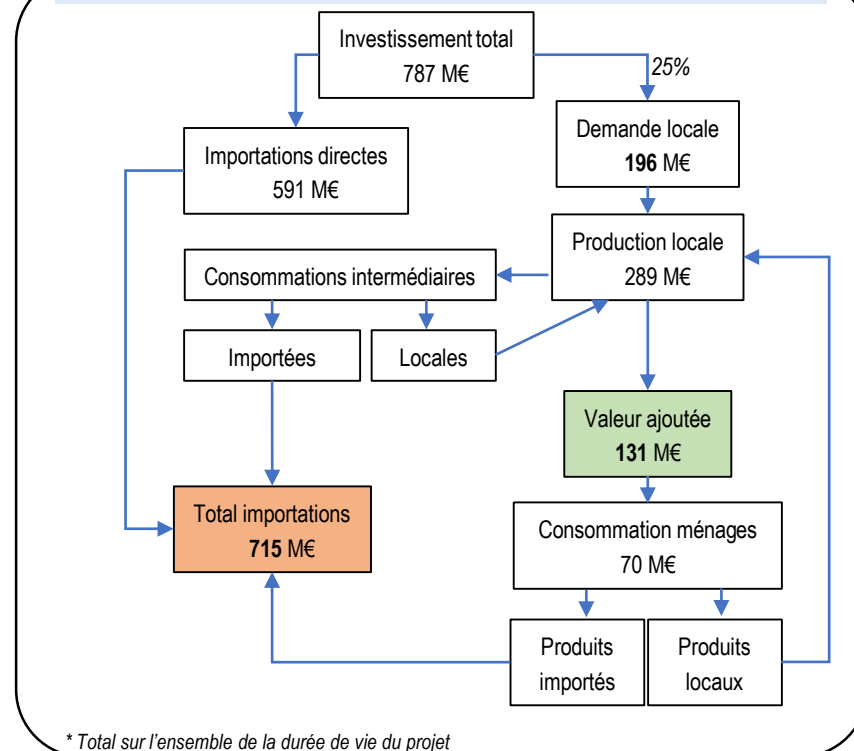 Investissement total
787 M€
25%
Demande locale
196 M€
Importations directes
591 M€
Production locale
289 M€
Consommations intermédiaires
Importées
Locales
Valeur ajoutée
131 M€
Total importations
715 M€
Consommation ménages
70 M€
Produits
importés
Produits
locaux
* Total sur l'ensemble de la durée de vie du projet